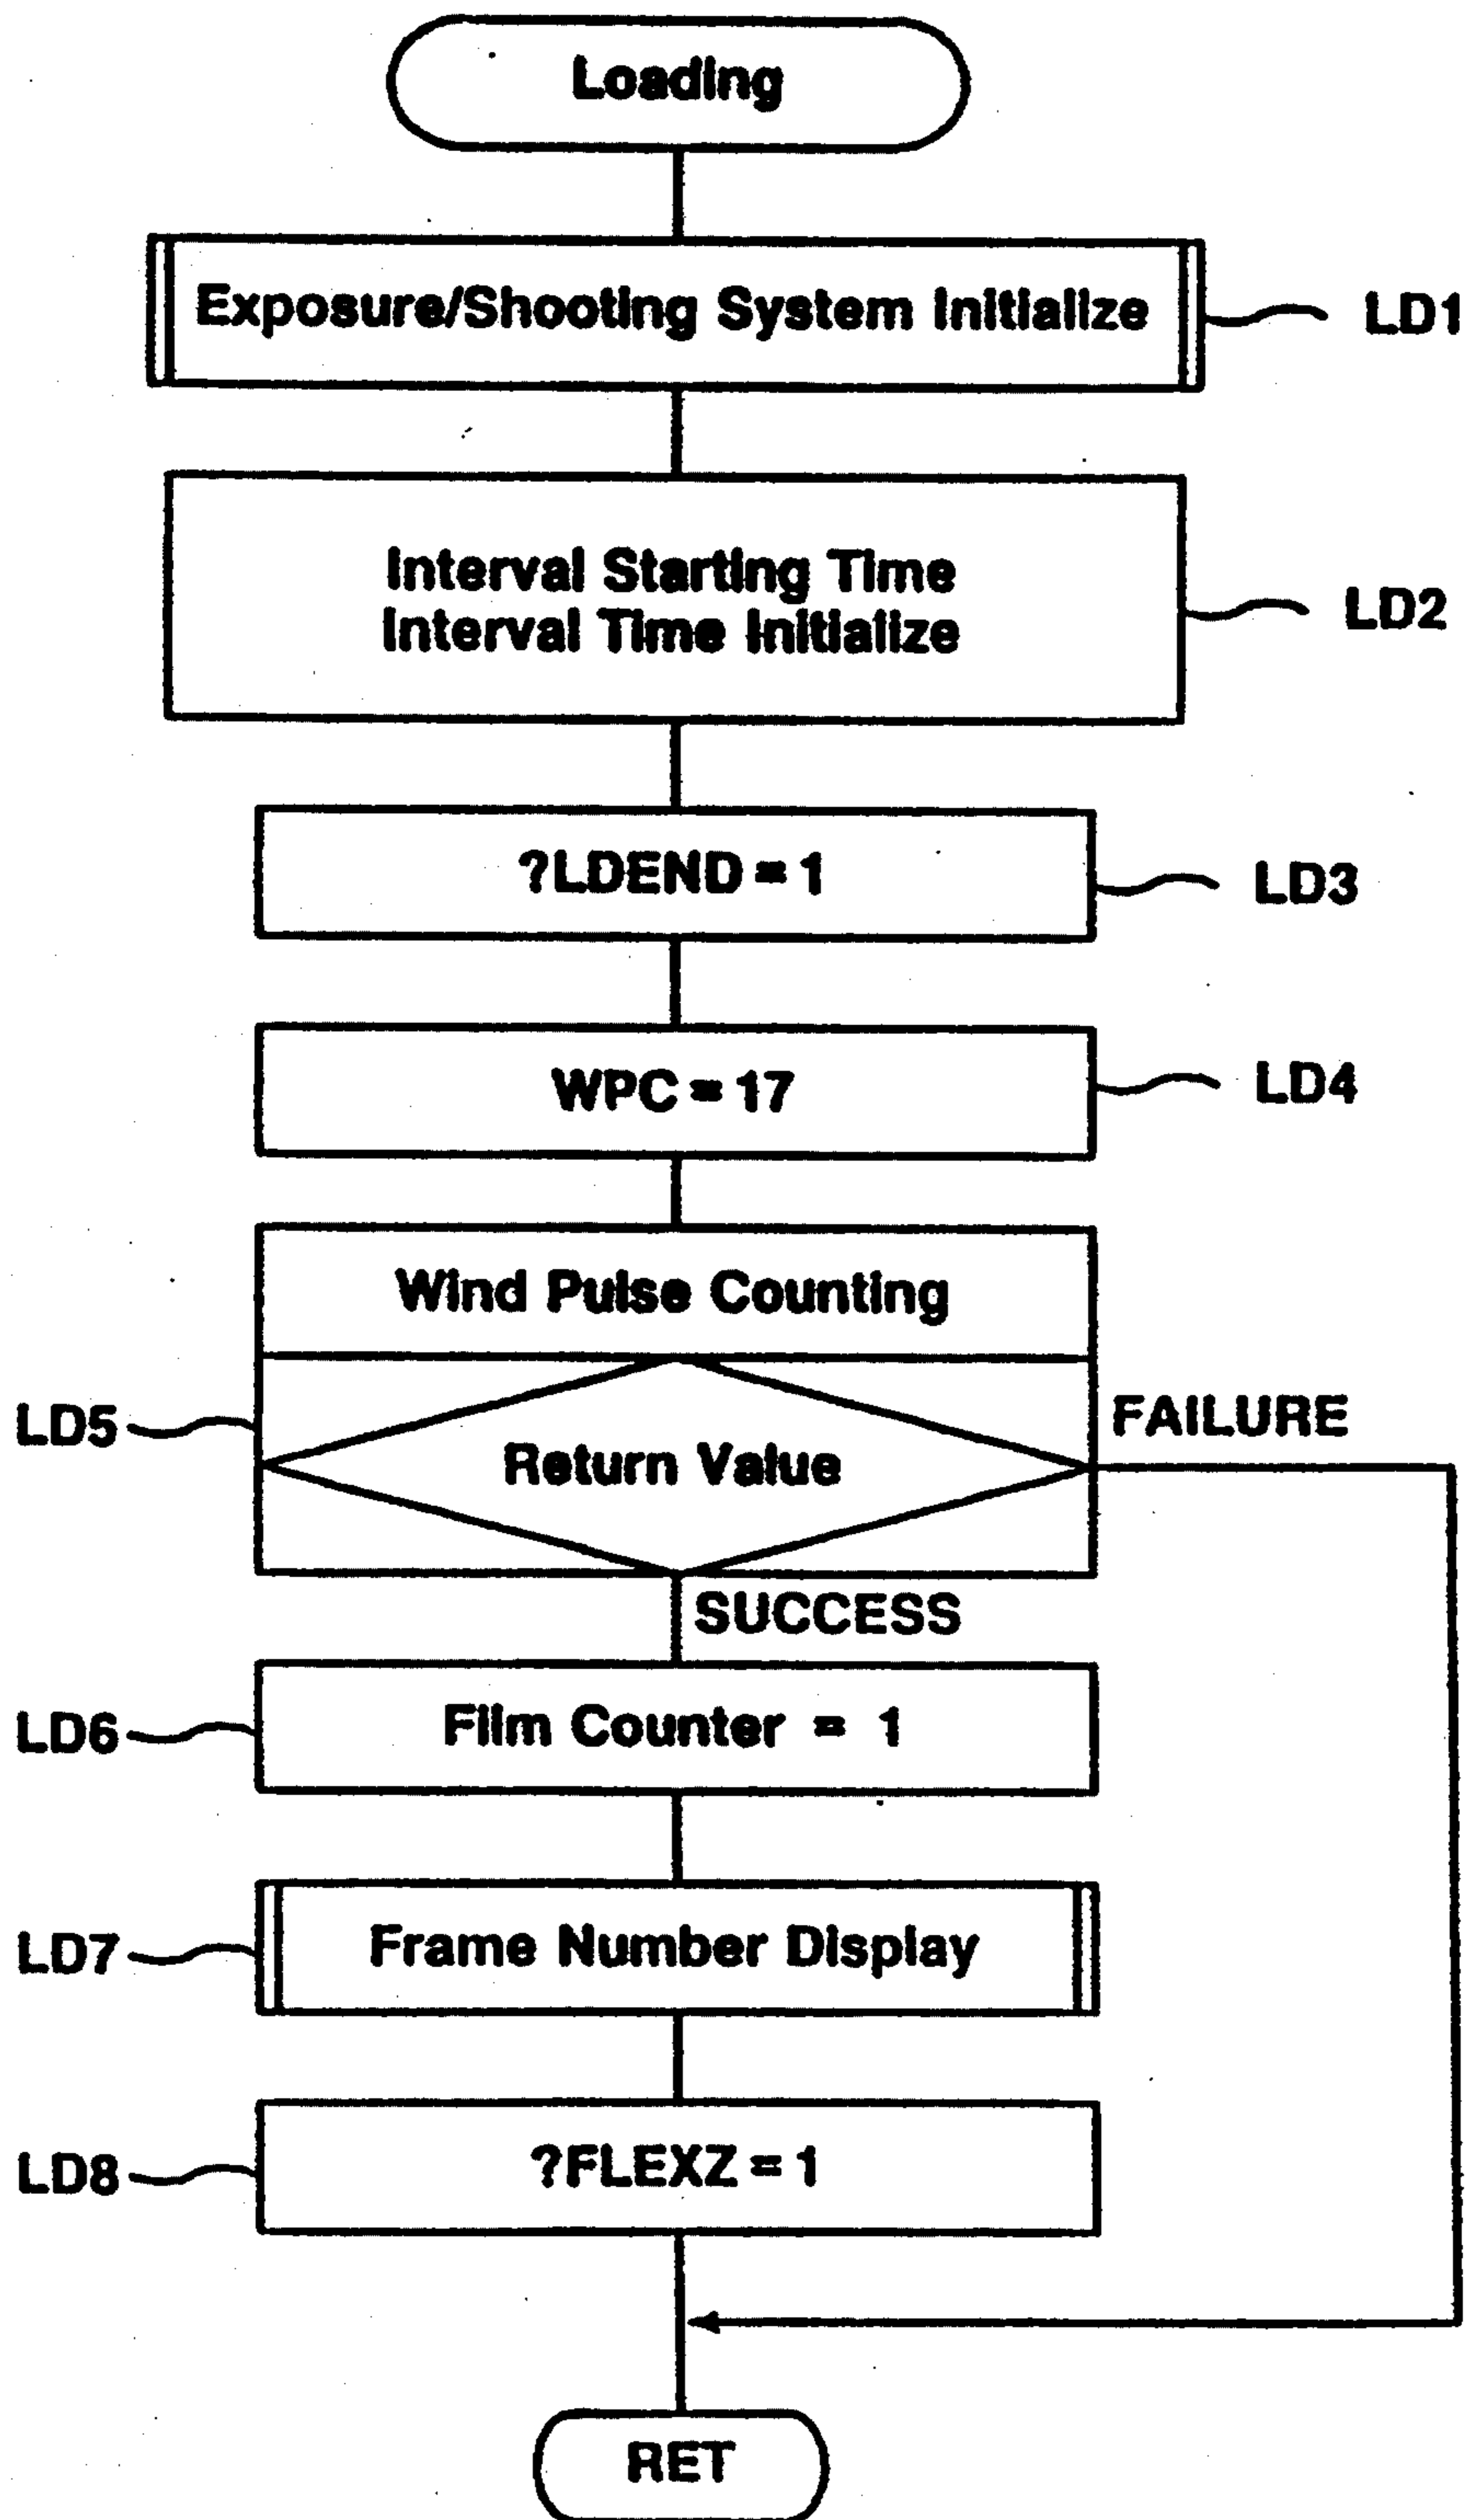 Loading
Exposure/Shooting System Initialize
LD1
Interval Starting Time
Interval Time Initialize
LD2
?LDEND = 1
LD3
WPC = 17
LD4
Wind Pulse Counting
LD5
Return Value
FAILURE
SUCCESS
LD6
Film Counter = 1
LD7
Frame Number Display
LD8
?FLEXZ = 1
RET